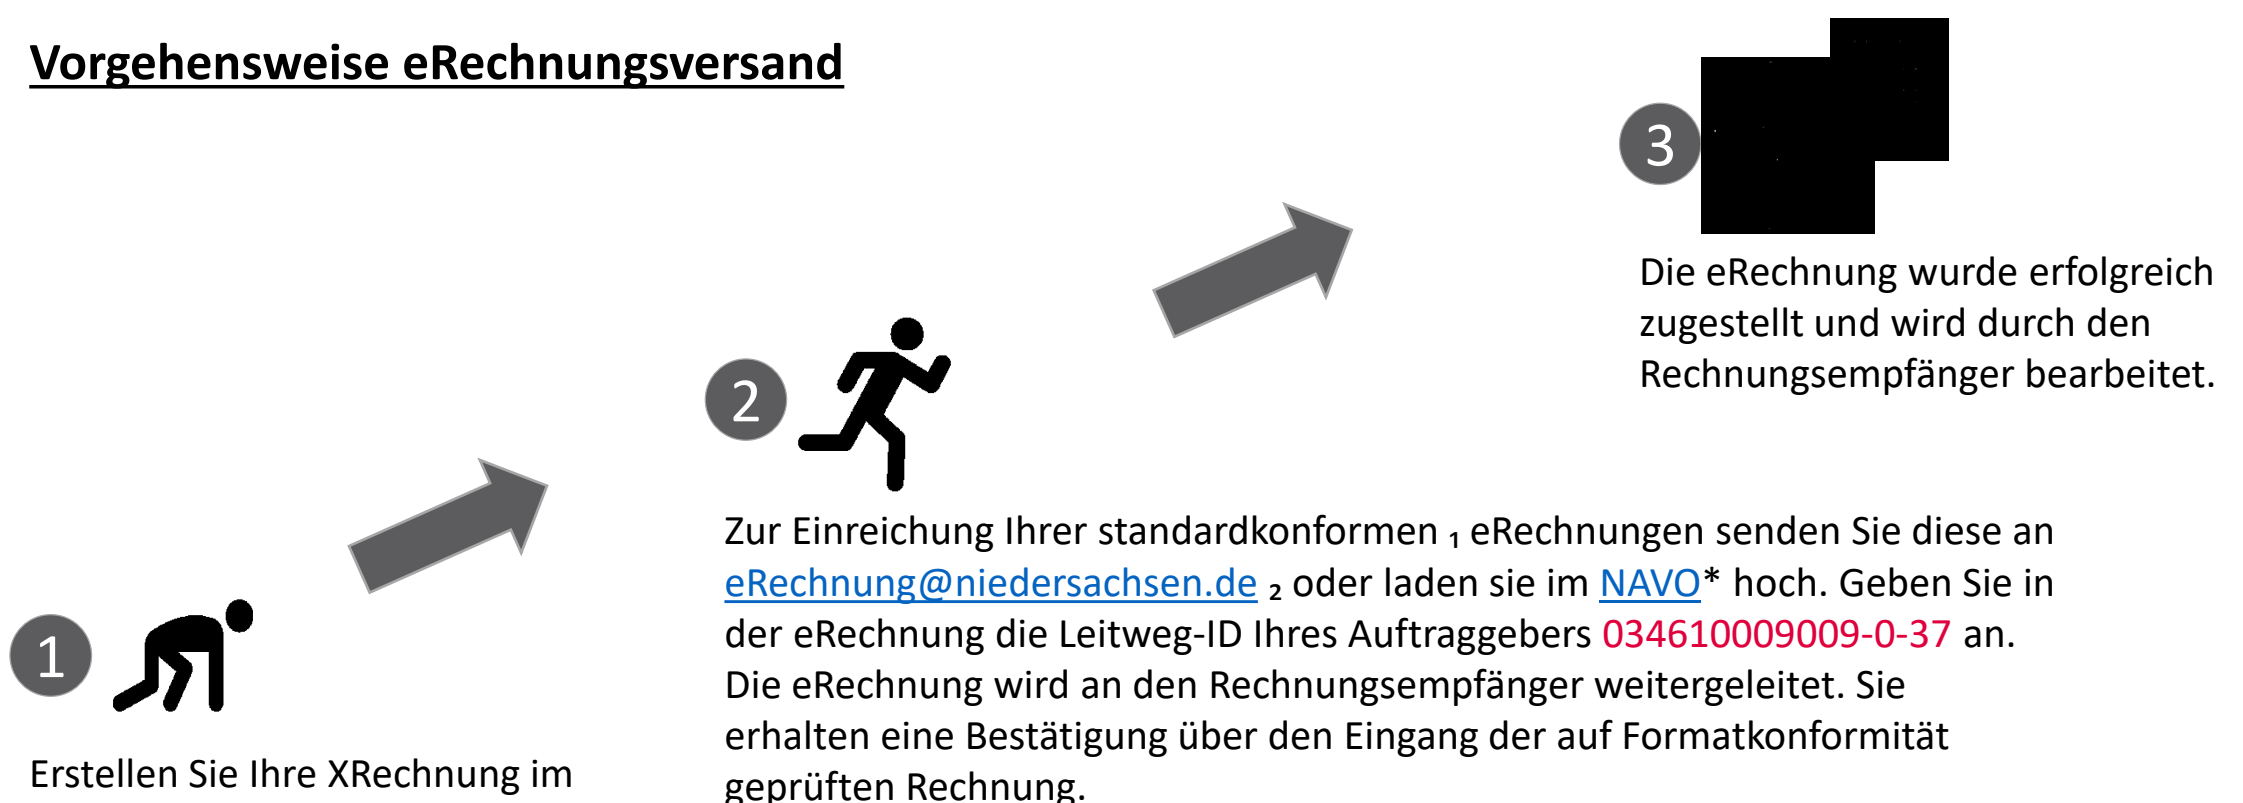 Vorgehensweise eRechnungsversand
3
Die eRechnung wurde erfolgreich
zugestellt und wird durch den
Rechnungsempfänger bearbeitet.
2
Zur Einreichung Ihrer standardkonformen ₁ eRechnungen senden Sie diese an
eRechnung@niedersachsen.de ₂ oder laden sie im NAVO* hoch. Geben Sie in
der eRechnung die Leitweg-ID Ihres Auftraggebers 034610009009-0-37 an.
Die eRechnung wird an den Rechnungsempfänger weitergeleitet. Sie
erhalten eine Bestätigung über den Eingang der auf Formatkonformität
geprüften Rechnung.
1
Erstellen Sie Ihre XRechnung im